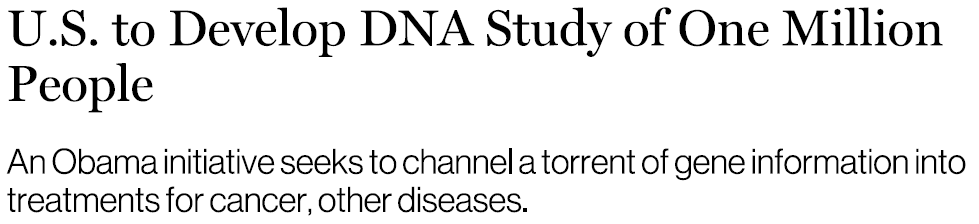 U.S. to Develop DNA Study of One Million
People
An Obama initiative seeks to channel a torrent of gene information into
treatments for cancer, other diseases.